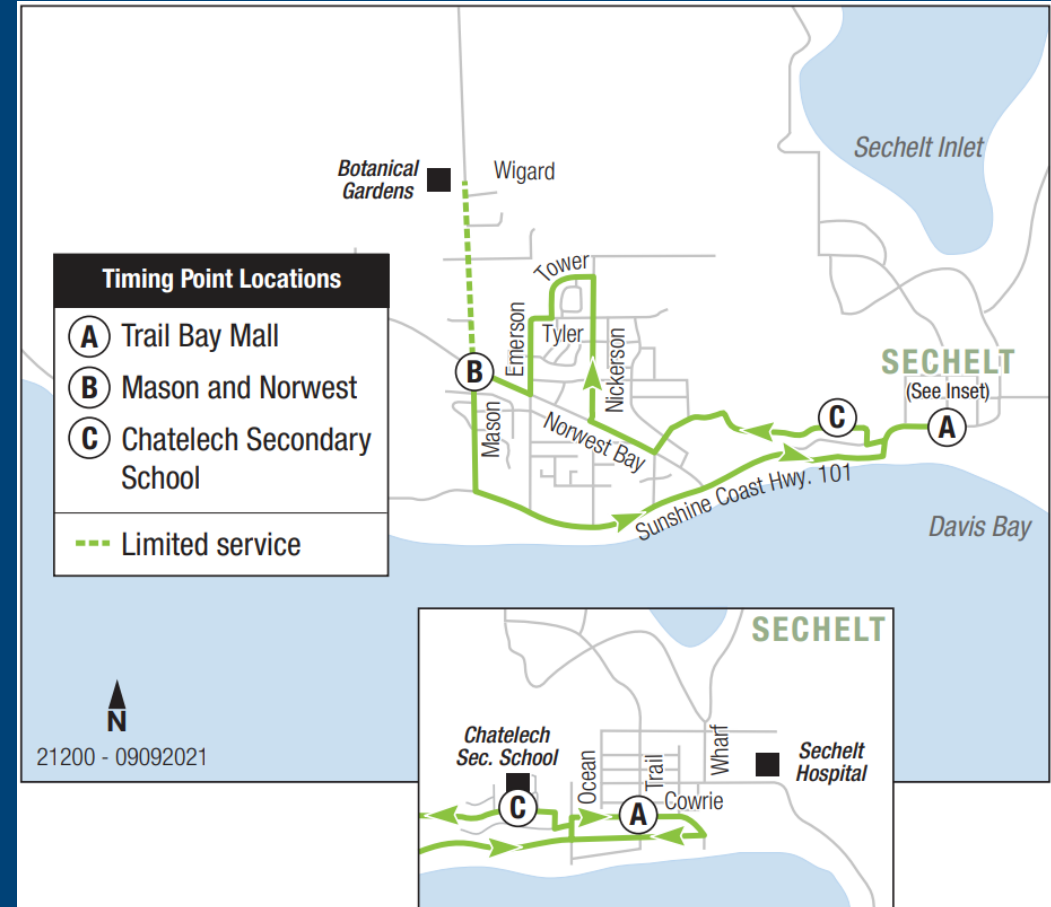 Sechelt Inlet
Botanical
Gardens
Wigard
Timing Point Locations
A Trail Bay Mall
B Mason and Norwest
C Chatelech Secondary
School
Limited service
Tower
Emerson
Tyler
Nickerson
B
Mason
Norwest Bay
SECHELT
(See Inset)
C
A
Sunshine Coast Hwy. 101
Davis Bay
N
21200 - 09092021
SECHELT
Chatelech
Sec. School
Ocean
Trail
Wharf
Sechelt
Hospital
Cowrie
C
A